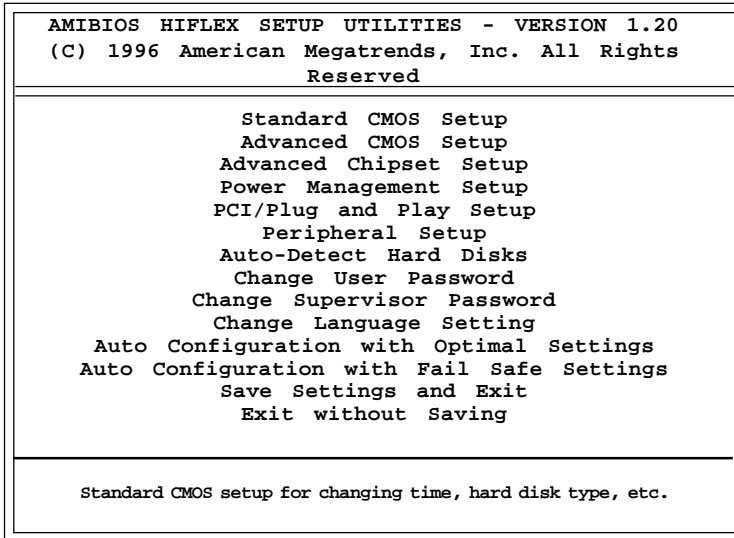 AMIBIOS HIFLEX SETUP UTILITIES - VERSION 1.20
(C) 1996 American Megatrends, Inc. All Rights
Reserved
Standard CMOS Setup
Advanced CMOS Setup
Advanced Chipset Setup
Power Management Setup
PCI/Plug and Play Setup
Peripheral Setup
Auto-Detect Hard Disks
Change User Password
Change Supervisor Password
Change Language Setting
Auto Configuration with Optimal Settings
Auto Configuration with Fail Safe Settings
Save Settings and Exit
Exit without Saving
Standard CMOS setup for changing time, hard disk type, etc.